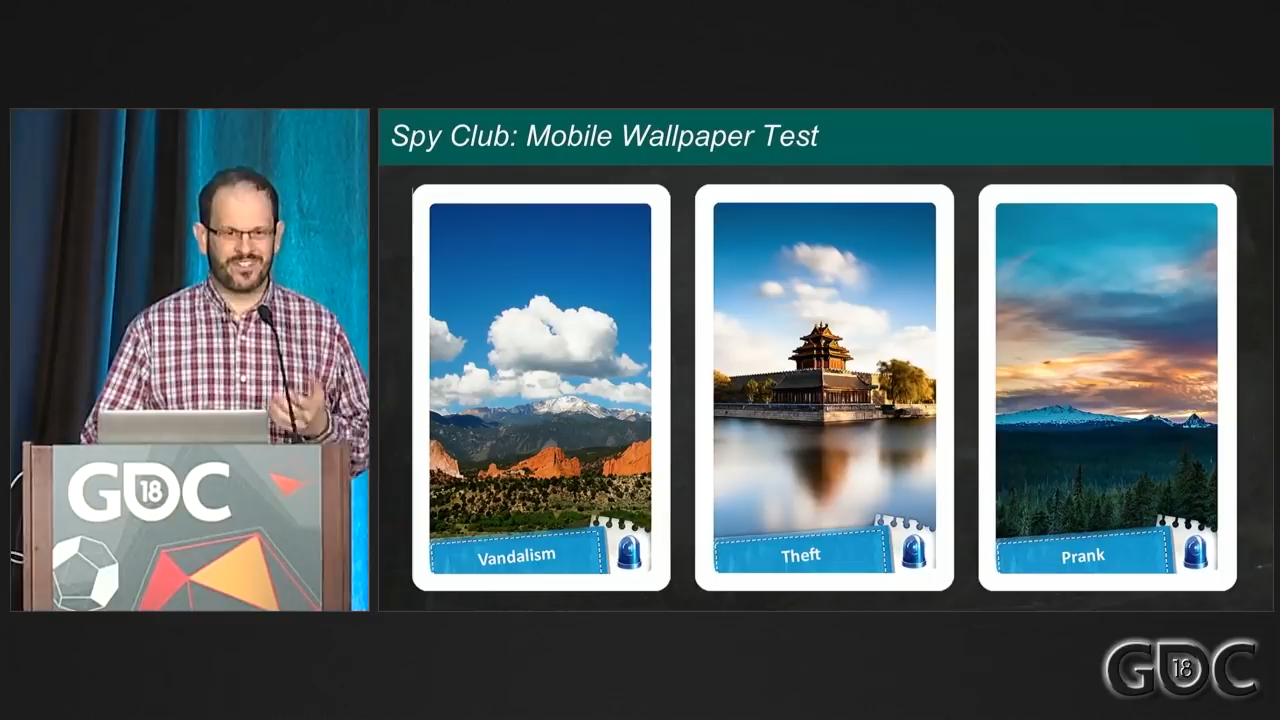 Spy Club: Mobile Wallpaper Test
Vandalism
Theft
Prank
GDC 18
GDC 18